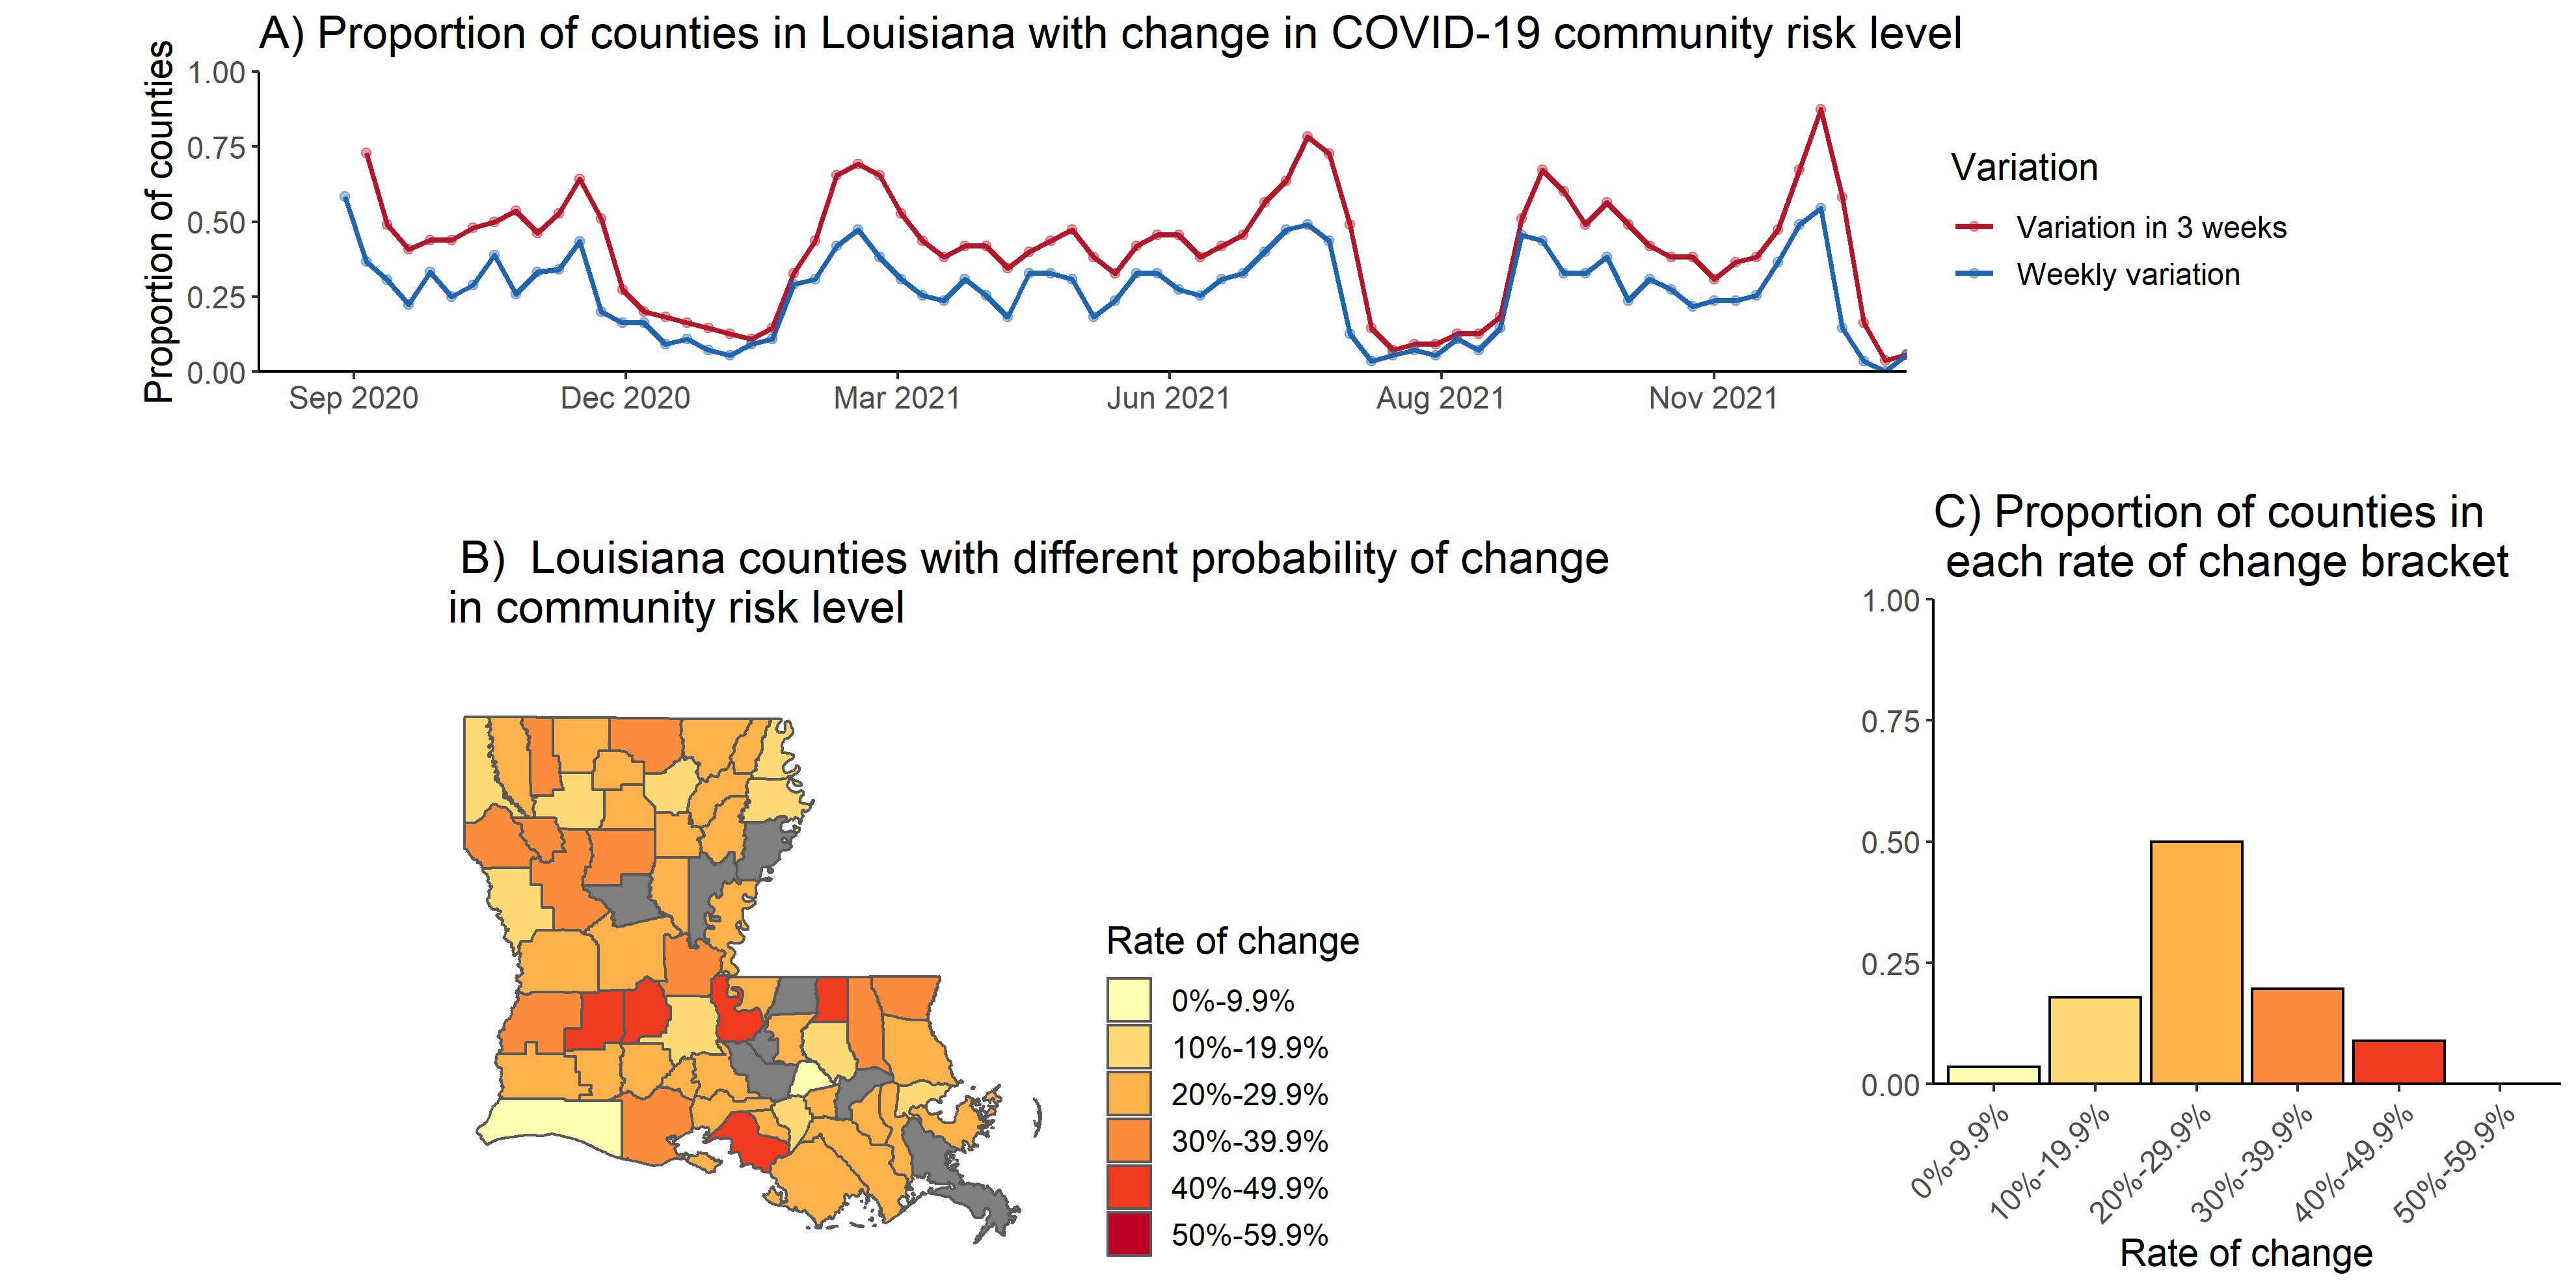 A) Proportion of counties in Louisiana with change in COVID-19 community risk level
Proportion of counties
1.00
0.75
0.50
0.25
0.00
Sep 2020 Dec 2020 Mar 2021 Jun 2021 Aug 2021 Nov 2021
Variation
Variation in 3 weeks
Weekly variation
B) Louisiana counties with different probability of change
in community risk level
Rate of change
0%-9.9%
10%-19.9%
20%-29.9%
30%-39.9%
40%-49.9%
50%-59.9%
C) Proportion of counties in
each rate of change bracket
1.00
0.75
0.50
0.25
0.00
0%-9.9% 10%-19.9% 20%-29.9% 30%-39.9% 40%-49.9% 50%-59.9%
Rate of change